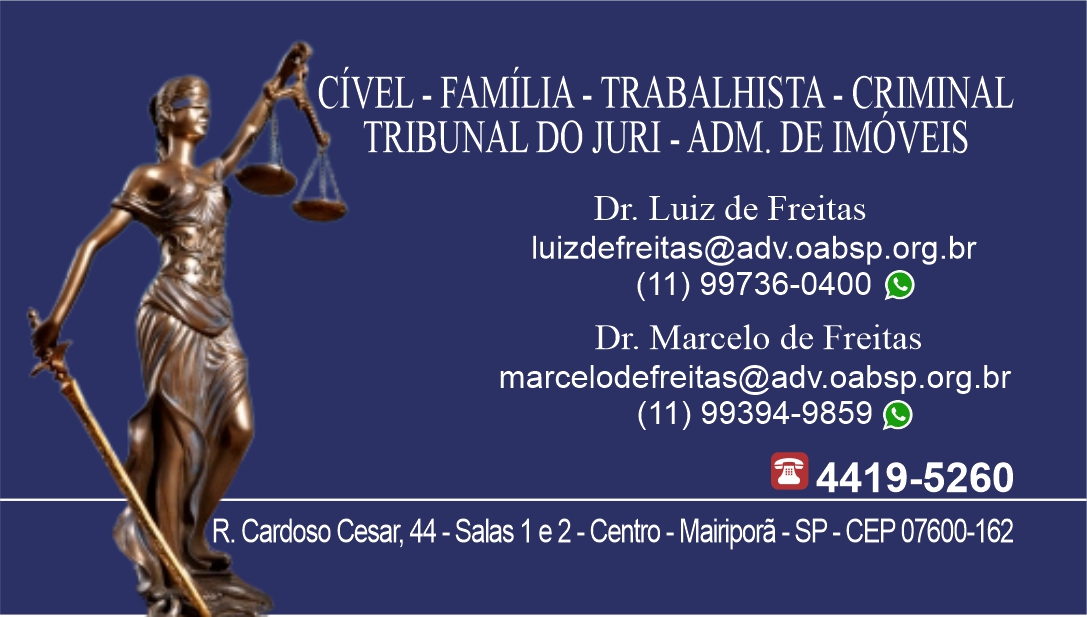 CÍVEL - FAMÍLIA - TRABALHISTA - CRIMINAL
TRIBUNAL DO JURI - ADM. DE IMÓVEIS
Dr. Luiz de Freitas
luizdefreitas@adv.oabsp.org.br
(11) 99736-0400
Dr. Marcelo de Freitas
marcelodefreitas@adv.oabsp.org.br
(11) 99394-9859
4419-5260
R. Cardoso Cesar, 44 - Salas 1 e 2 - Centro - Mairiporã - SP - CEP 07600-162